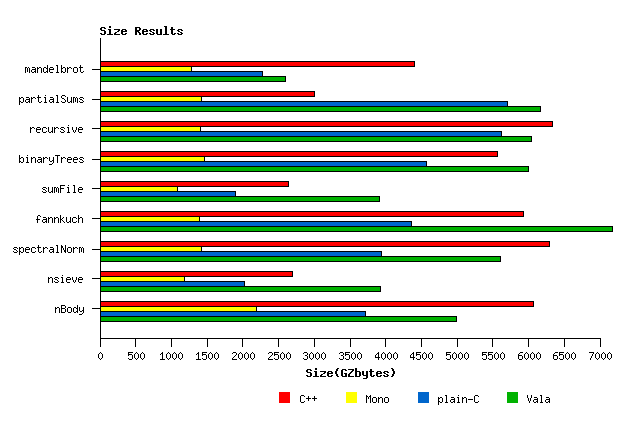 Size Results
mandelbrot
partialSums
recursive
binaryTrees
sumFile
fannkuch
spectralNorm
nsieve
nBody
0 500 1000 1500 2000 2500 3000 3500 4000 4500 5000 5500 6000 6500 7000
Size(GZbytes)
C++ Mono plain-C Vala